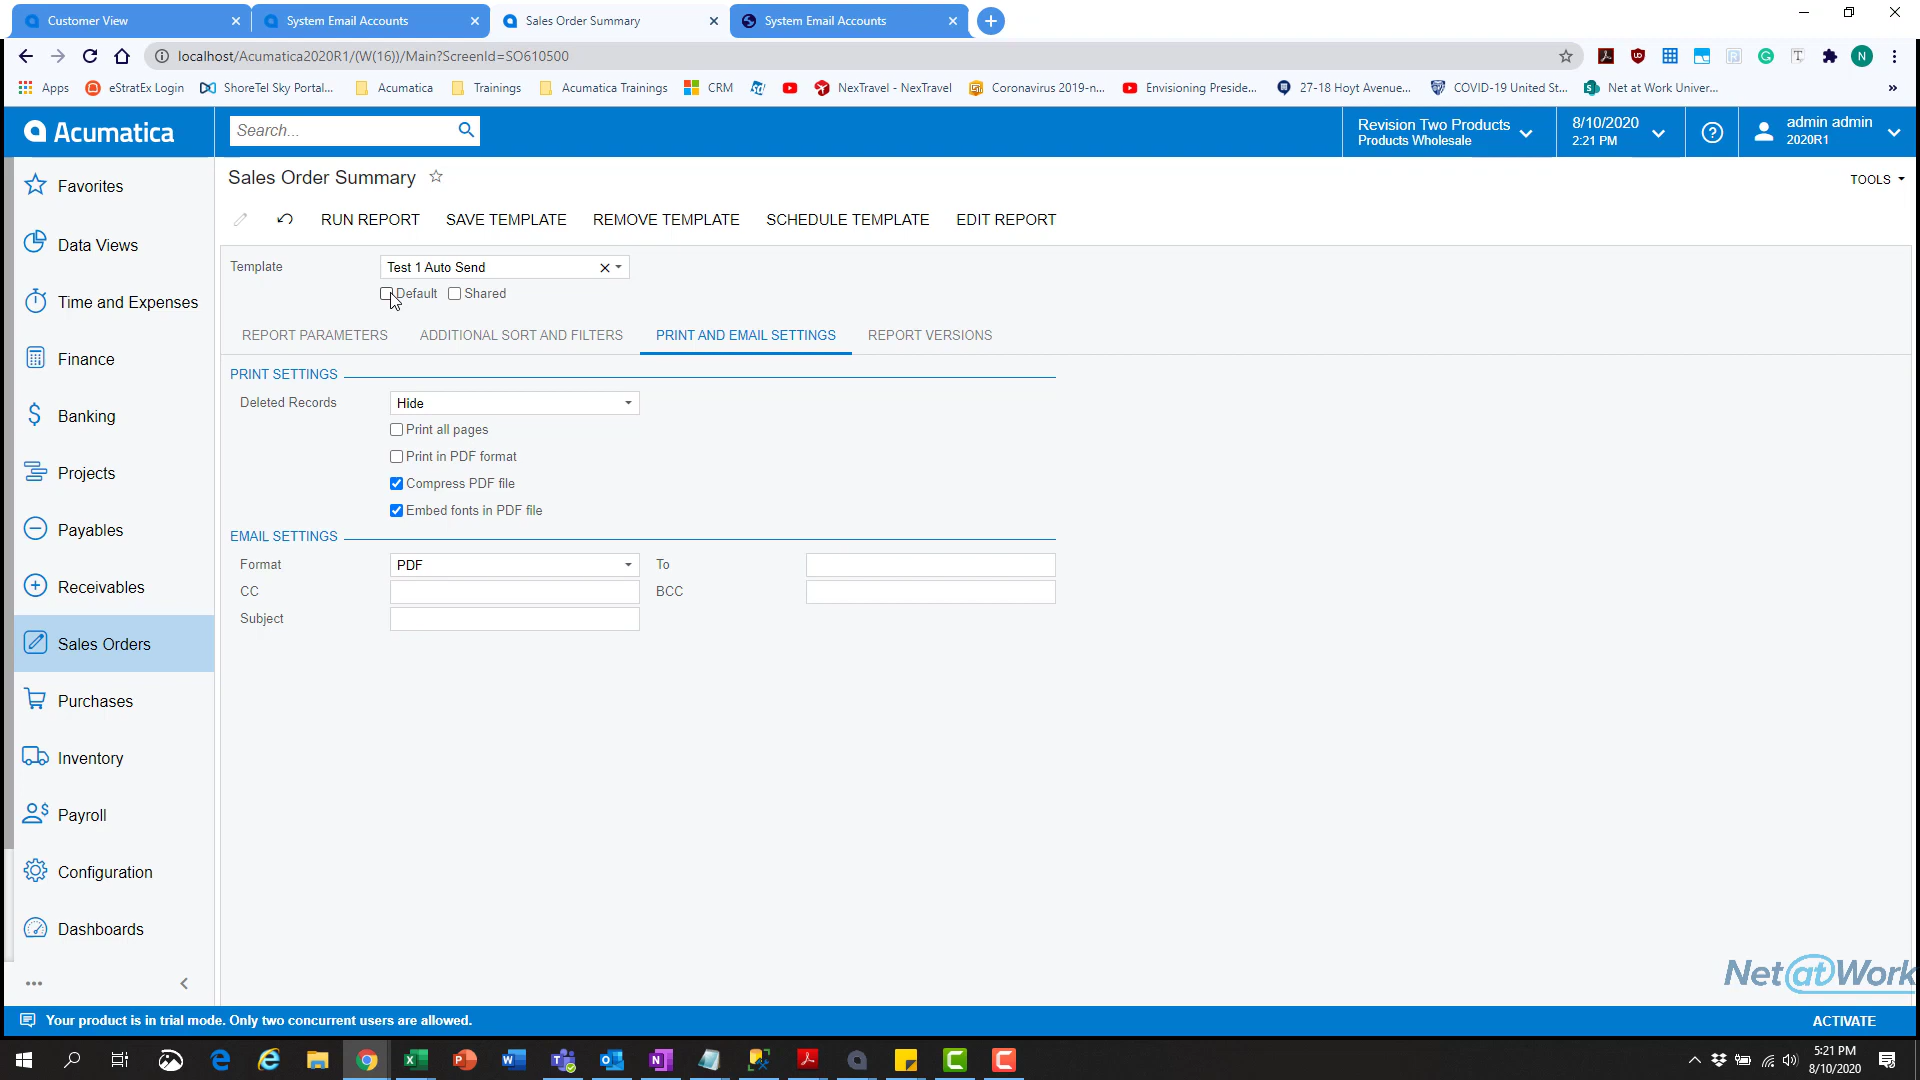 Customer View
System Email Accounts
Sales Order Summary
System Email Accounts
localhost/Acumatica2020R1/(W(16))/Main?ScreenId=SO610500
N
Apps
eStratEx Login
ShoreTel Sky Portal...
Acumatica
Trainings
Acumatica Trainings
CRM
NexTravel - NexTravel
Coronavirus 2019-n...
Envisioning Preside...
27-18 Hoyt Avenue...
COVID-19 United St...
Net at Work Univer...
Acumatica
Search...
Revision Two Products
Products Wholesale
8/10/2020
2:21 PM
admin admin
2020R1
Favorites
Data Views
Time and Expenses
Finance
Banking
Projects
Payables
Receivables
Sales Orders
Purchases
Inventory
Payroll
Configuration
Dashboards
Sales Order Summary
TOOLS
RUN REPORT
SAVE TEMPLATE
REMOVE TEMPLATE
SCHEDULE TEMPLATE
EDIT REPORT
Template
Test 1 Auto Send
Default
Shared
REPORT PARAMETERS
ADDITIONAL SORT AND FILTERS
PRINT AND EMAIL SETTINGS
REPORT VERSIONS
PRINT SETTINGS
Deleted Records
Hide
Print all pages
Print in PDF format
Compress PDF file
Embed fonts in PDF file
EMAIL SETTINGS
Format
PDF
To
CC
BCC
Subject
Net at Work
Your product is in trial mode. Only two concurrent users are allowed.
ACTIVATE
5:21 PM
8/10/2020